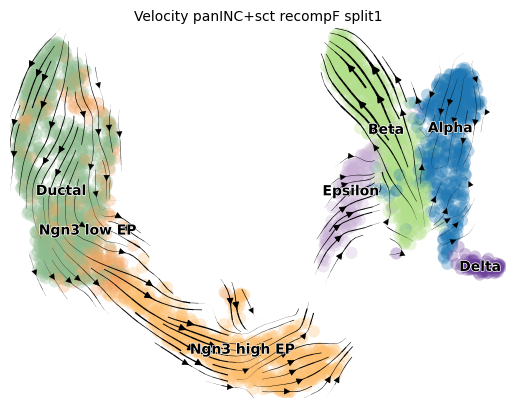 Velocity panINC+sct recompF split1
Beta
Alpha
Ductal
Epsilon
Ngn3 low EP
Delta
Ngn3 high EP